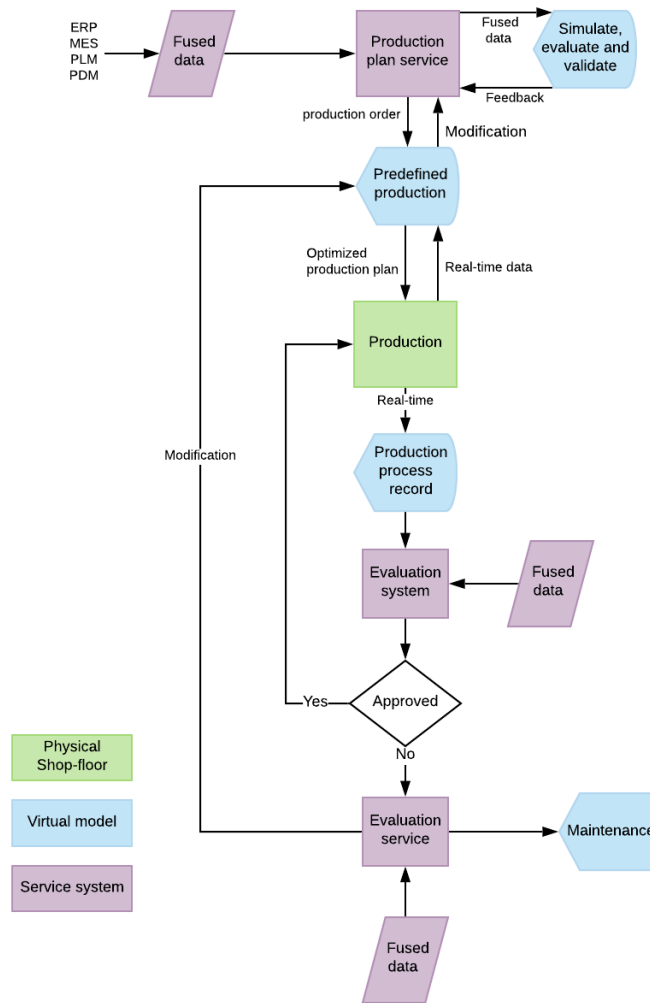 ERP
MES
PLM
PDM
Fused
data
Production
plan service
Fused
data
Simulate,
evaluate and
validate
Feedback
production order
Modification
Predefined
production
Optimized
production plan
Real-time data
Production
Real-time
Modification
Production
process
record
Evaluation
system
Fused
data
Yes
Approved
No
Physical
Shop-floor
Virtual model
Service system
Evaluation
service
Maintenance
Fused
data